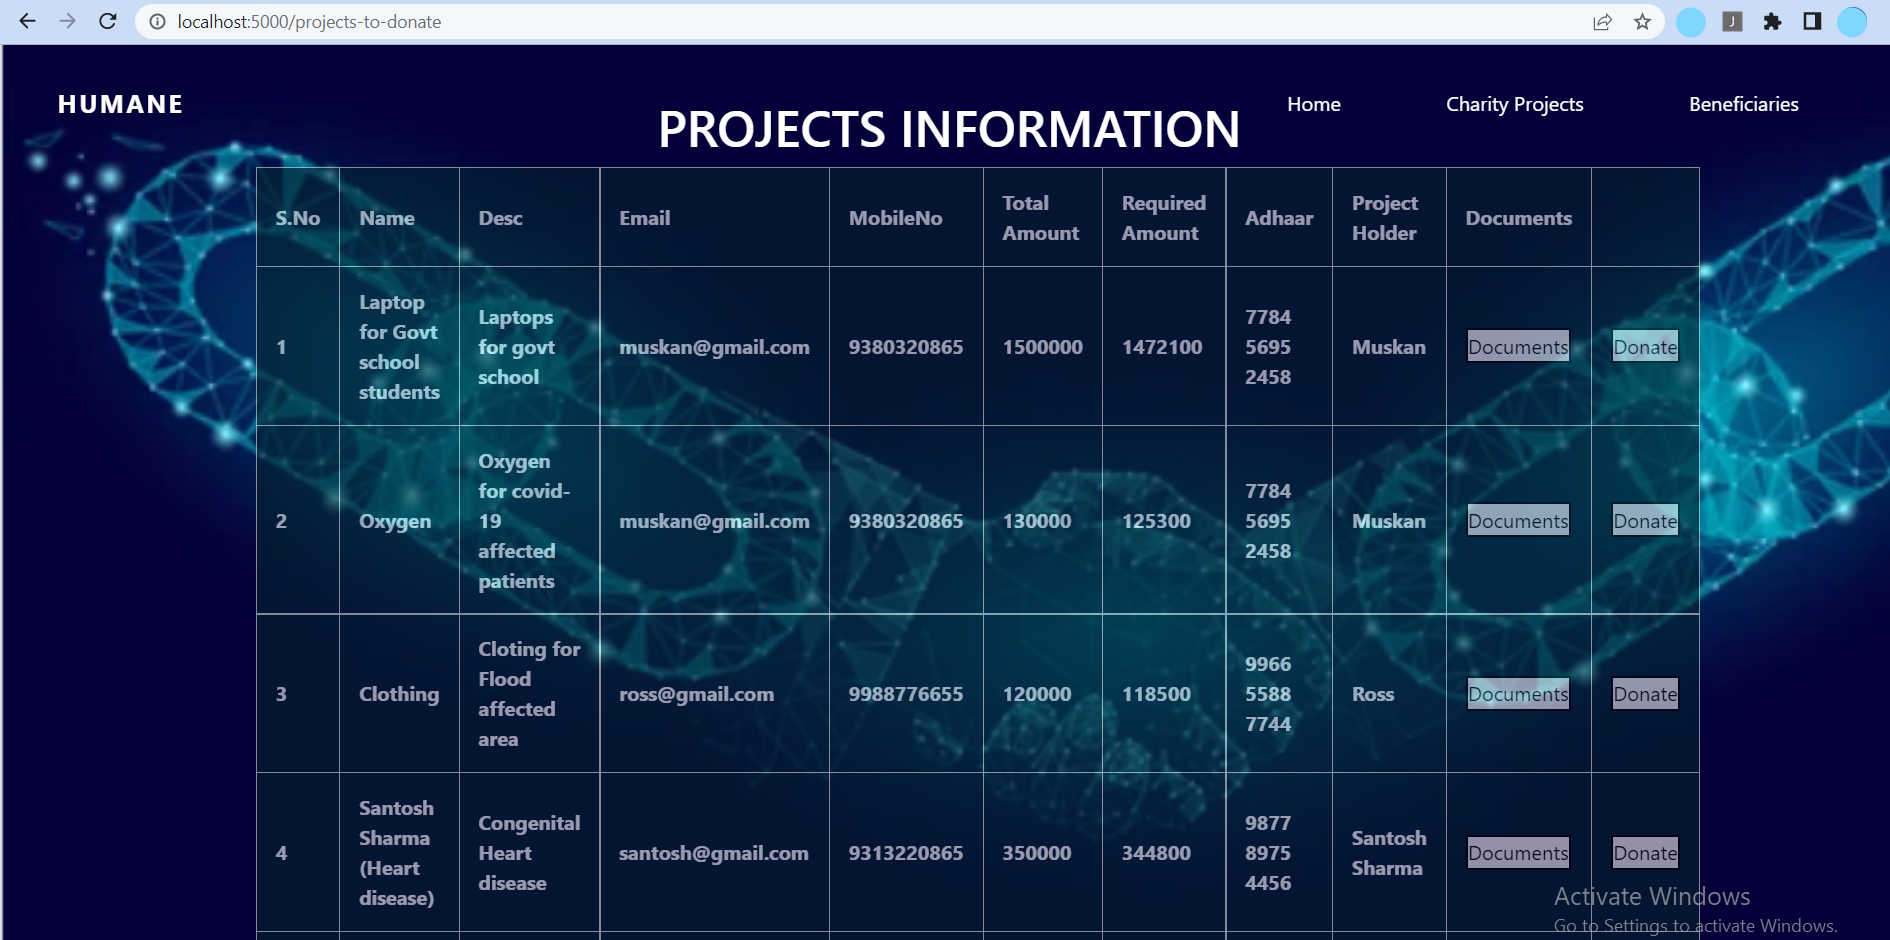 localhost:5000/projects-to-donate
J
HUMANE
Home
Charity Projects
Beneficiaries
PROJECTS INFORMATION
S.No
Name
Desc
Email
MobileNo
Total
Amount
Required
Amount
Adhaar
Project
Holder
Documents
1
Laptop
for Govt
school
students
Laptops
for govt
school
muskan@gmail.com
9380320865
1500000
1472100
7784
5695
2458
Muskan
Documents
Donate
2
Oxygen
Oxygen
for covid-
19
affected
patients
muskan@gmail.com
9380320865
130000
125300
7784
5695
2458
Muskan
Documents
Donate
3
Clothing
Cloting for
Flood
affected
area
ross@gmail.com
9988776655
120000
118500
9966
5588
7744
Ross
Documents
Donate
4
Santosh
Sharma
(Heart
disease)
Congenital
Heart
disease
santosh@gmail.com
9313220865
350000
344800
9877
8975
4456
Santosh
Sharma
Documents
Donate
Activate Windows
Go to Settings to activate Windows.